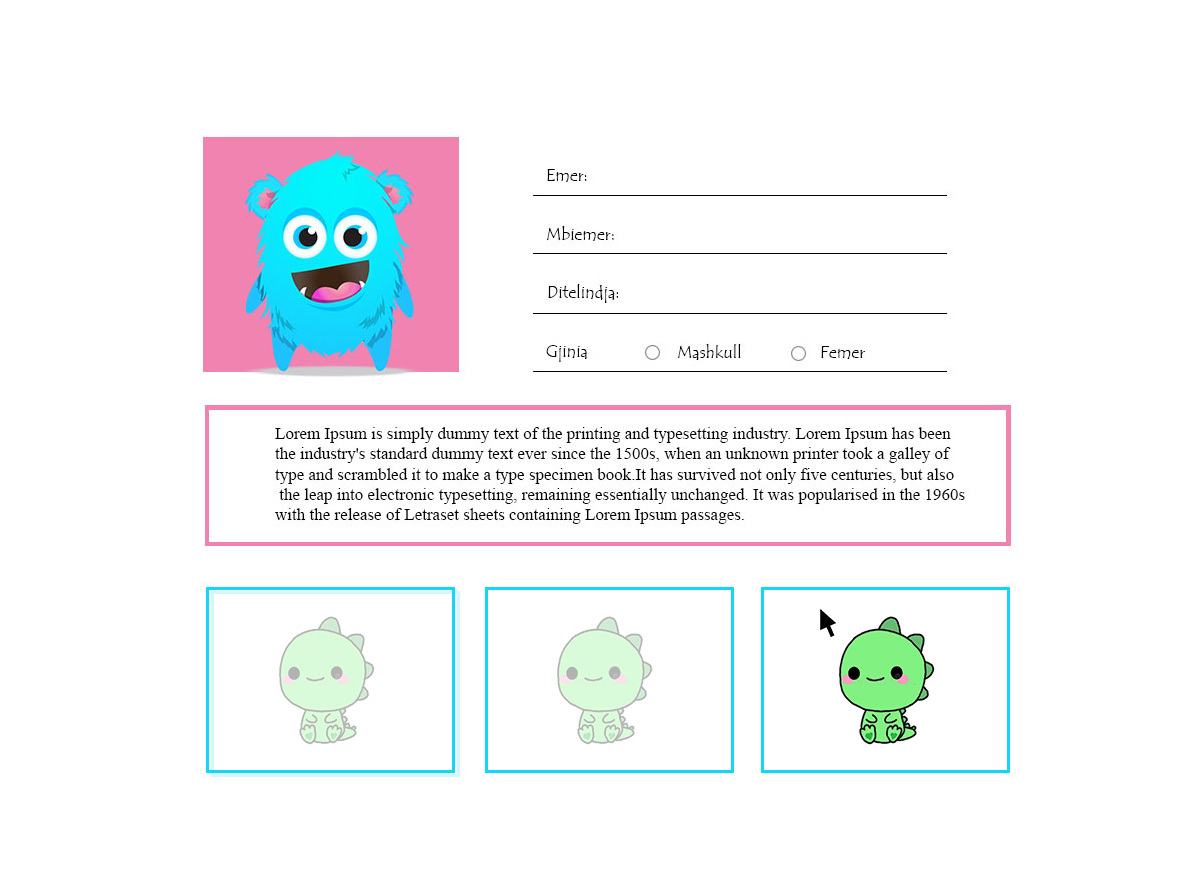 Emer:
Mbiemer:
Ditelindja:
Gjinia Mashkull Femer
Lorem Ipsum is simply dummy text of the printing and typesetting industry. Lorem Ipsum has been
the industry's standard dummy text ever since the 1500s, when an unknown printer took a galley of
type and scrambled it to make a type specimen book.It has survived not only five centuries, but also
the leap into electronic typesetting, remaining essentially unchanged. It was popularised in the 1960s
with the release of Letraset sheets containing Lorem Ipsum passages.